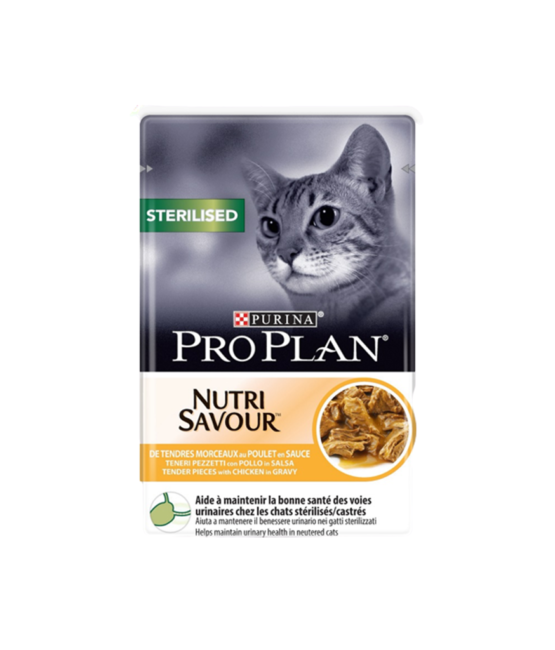 STERILISED
PURINA®
PRO PLAN®
NUTRI
SAVOUR™
DE TENDRES MORCEAUX au POULET en SAUCE
TENERI PEZZETTI con POLLO in SALSA
TENDER PIECES with CHICKEN in GRAVY
Aide à maintenir la bonne santé des voies
urinaires chez les chats stérilisés/castrés
Aiuta a mantenere il benessere urinario nei gatti sterilizzati
Helps maintain urinary health in neutered cats